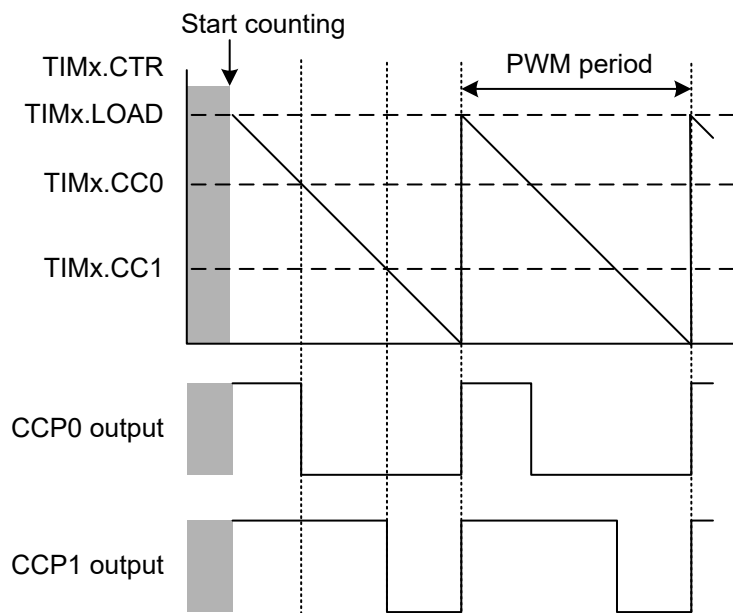 Start counting
TIMx.CTR
PWM period
TIMx.LOAD
TIMx.CC0
TIMx.CC1
CCP0 output
CCP1 output